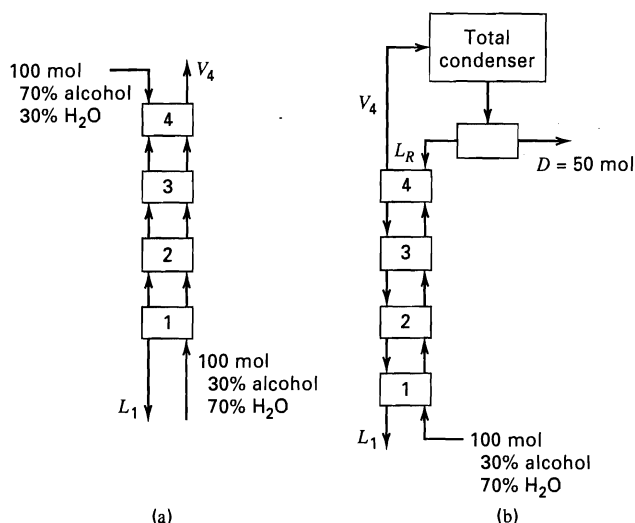 100 mol
70% alcohol
30% H₂O
V₄
4
3
2
1
L₁
100 mol
30% alcohol
70% H₂O
(a)
Total
condenser
V₄
L_R
D = 50 mol
4
3
2
1
L₁
100 mol
30% alcohol
70% H₂O
(b)